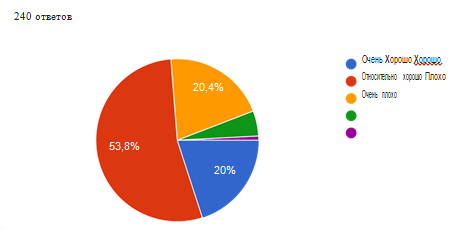 240 ответов
Очень Хорошо Хорошо
Относительно хорошо Плохо
20,4%
Очень плохо
53,8%
20%